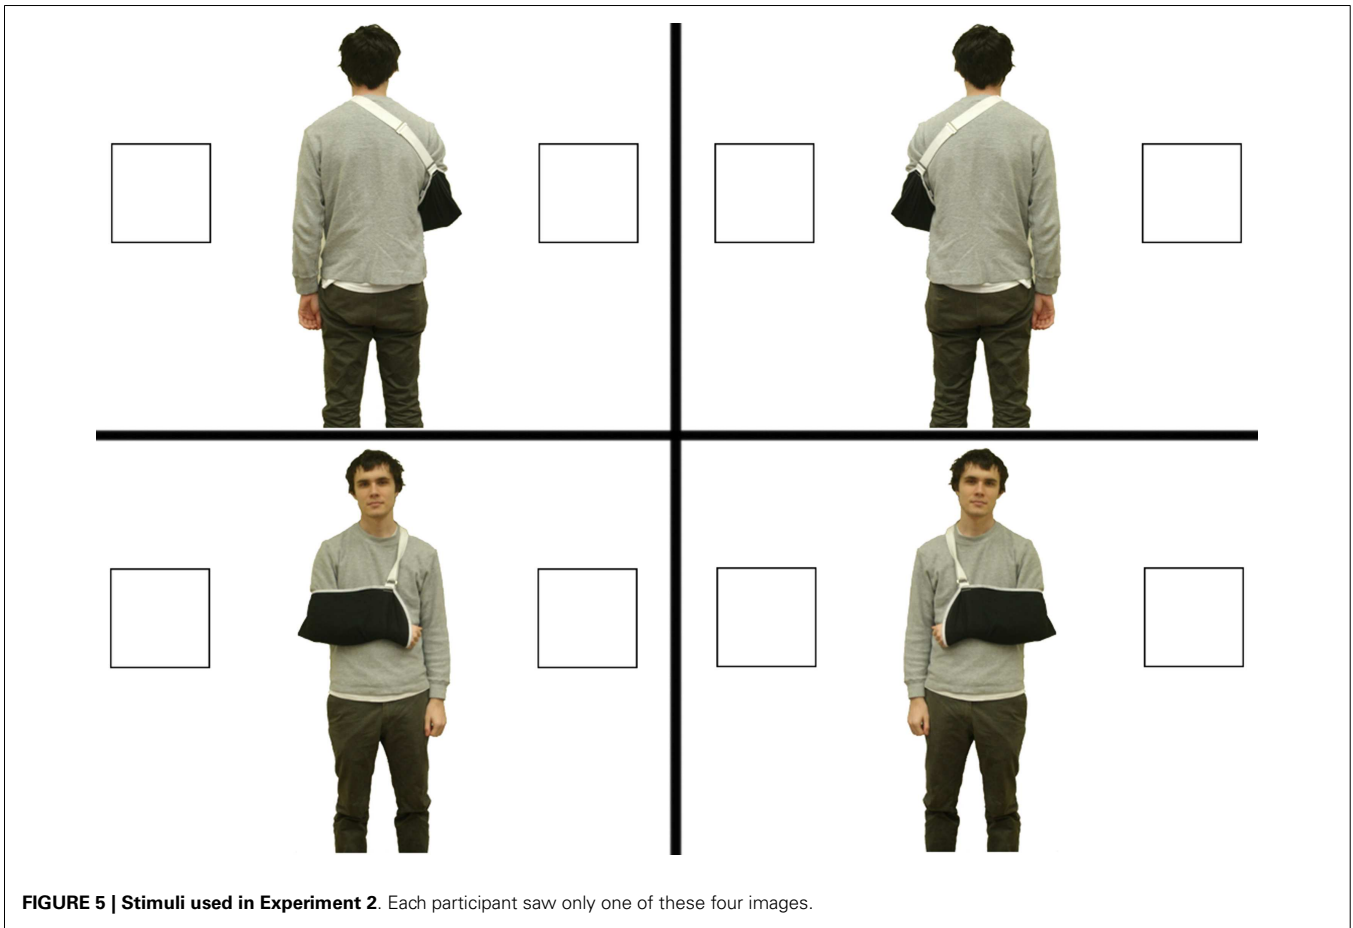 FIGURE 5 | Stimuli used in Experiment 2. Each participant saw only one of these four images.